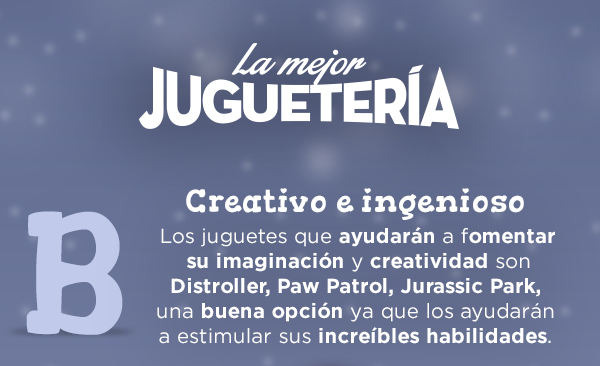 La mejor
JUGUETERÍA
Creativo e ingenioso
B
Los juguetes que ayudarán a fomentar
su imaginación y creatividad son
Distroller, Paw Patrol, Jurassic Park,
una buena opción ya que los ayudarán
a estimular sus increíbles habilidades.